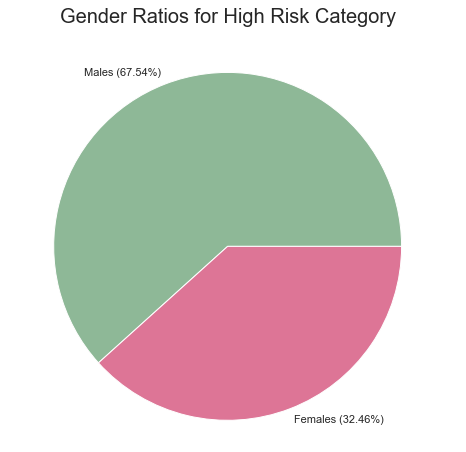 Gender Ratios for High Risk Category
Males (67.54%)
Females (32.46%)